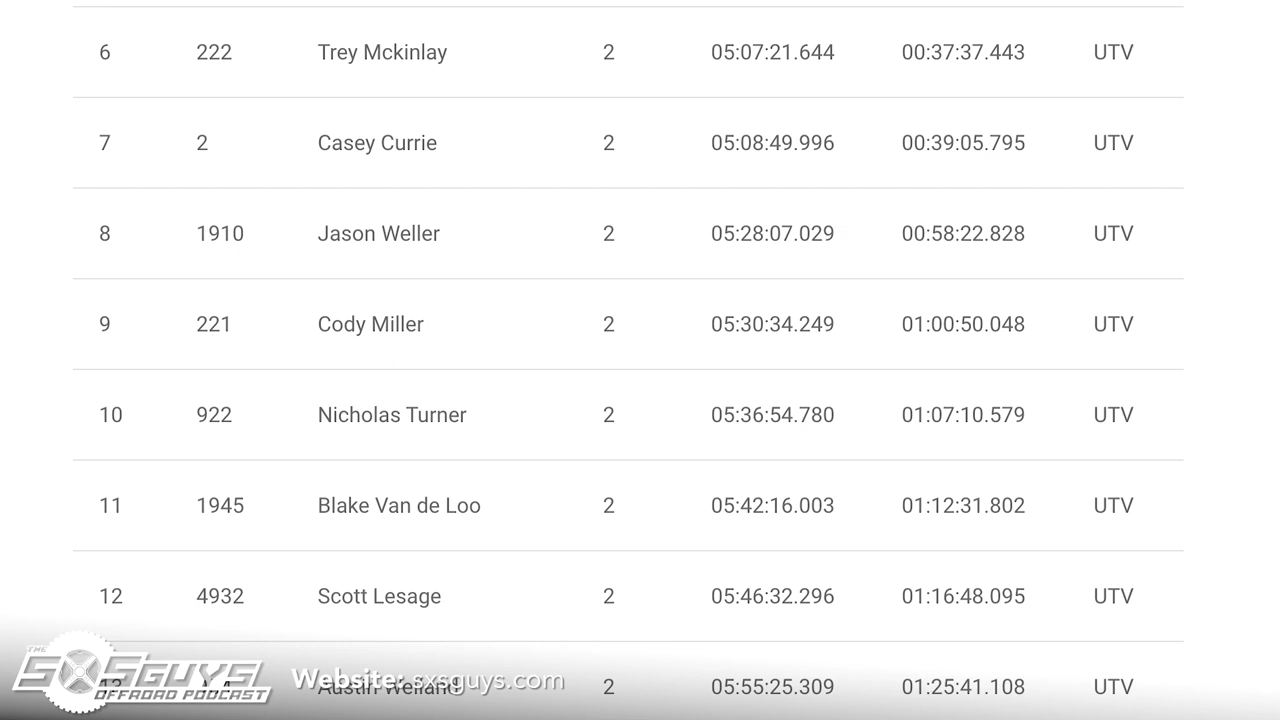 6 222 Trey Mckinlay 2 05:07:21.644 00:37:37.443 UTV
7 2 Casey Currie 2 05:08:49.996 00:39:05.795 UTV
8 1910 Jason Weller 2 05:28:07.029 00:58:22.828 UTV
9 221 Cody Miller 2 05:30:34.249 01:00:50.048 UTV
10 922 Nicholas Turner 2 05:36:54.780 01:07:10.579 UTV
11 1945 Blake Van de Loo 2 05:42:16.003 01:12:31.802 UTV
12 4932 Scott Lesage 2 05:46:32.296 01:16:48.095 UTV
13 Austin Weiland 2 05:55:25.309 01:25:41.108 UTV
THE
SXSGUYS
OFFROAD PODCAST
Website: sxsguys.com